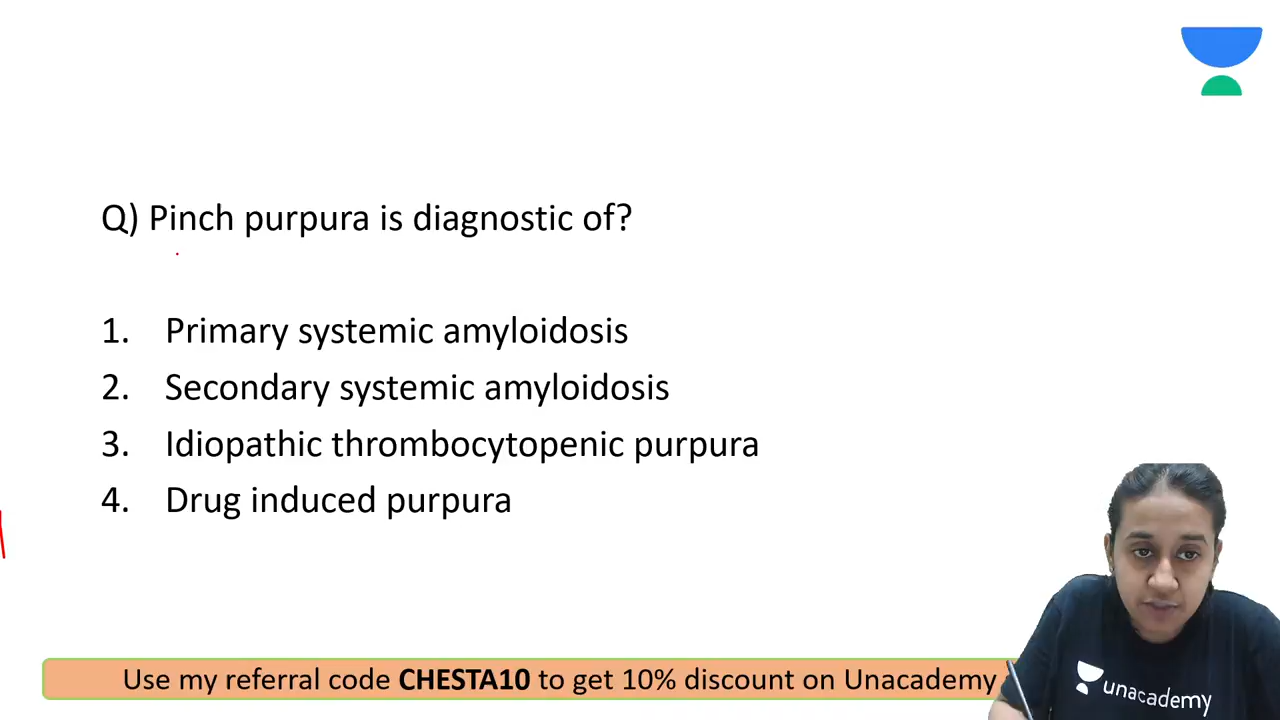 Q) Pinch purpura is diagnostic of?
1. Primary systemic amyloidosis
2. Secondary systemic amyloidosis
3. Idiopathic thrombocytopenic purpura
4. Drug induced purpura
Use my referral code CHESTA10 to get 10% discount on Unacademy
unacademy